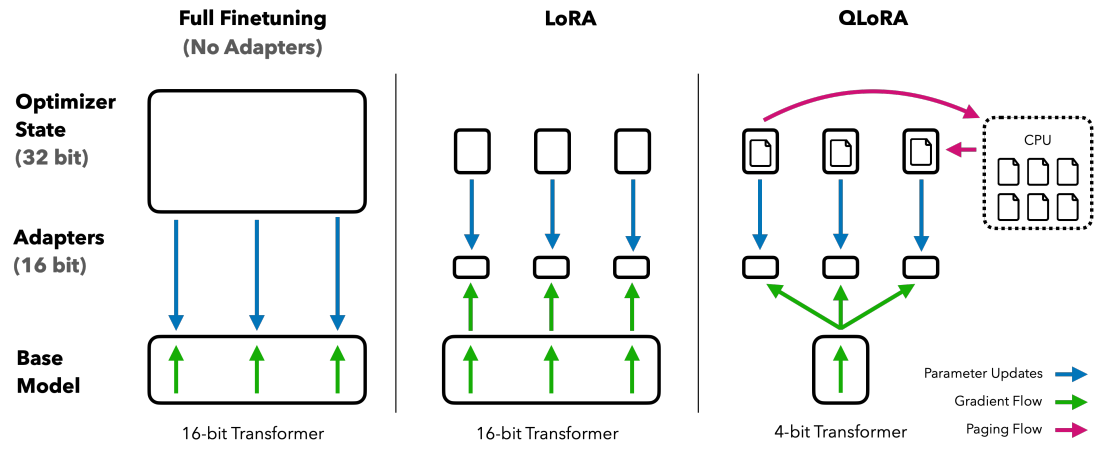 Full Finetuning
(No Adapters)
LoRA
QLoRA
Optimizer
State
(32 bit)
CPU
Adapters
(16 bit)
Base
Model
Parameter Updates
Gradient Flow
Paging Flow
16-bit Transformer
16-bit Transformer
4-bit Transformer